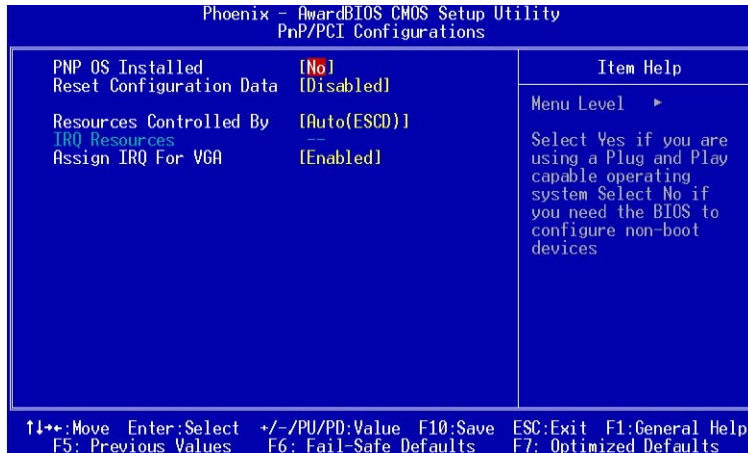 Phoenix - AwardBIOS CMOS Setup Utility
PnP/PCI Configurations
PNP OS Installed [No]
Reset Configuration Data [Disabled]
Resources Controlled By [Auto(ESCD)]
IRQ Resources --
Assign IRQ For VGA [Enabled]
Item Help
Menu Level ►
Select Yes if you are
using a Plug and Play
capable operating
system Select No if
you need the BIOS to
configure non-boot
devices
↑↓→←:Move Enter:Select +/-/PU/PD:Value F10:Save ESC:Exit F1:General Help
F5: Previous Values F6: Fail-Safe Defaults F7: Optimized Defaults